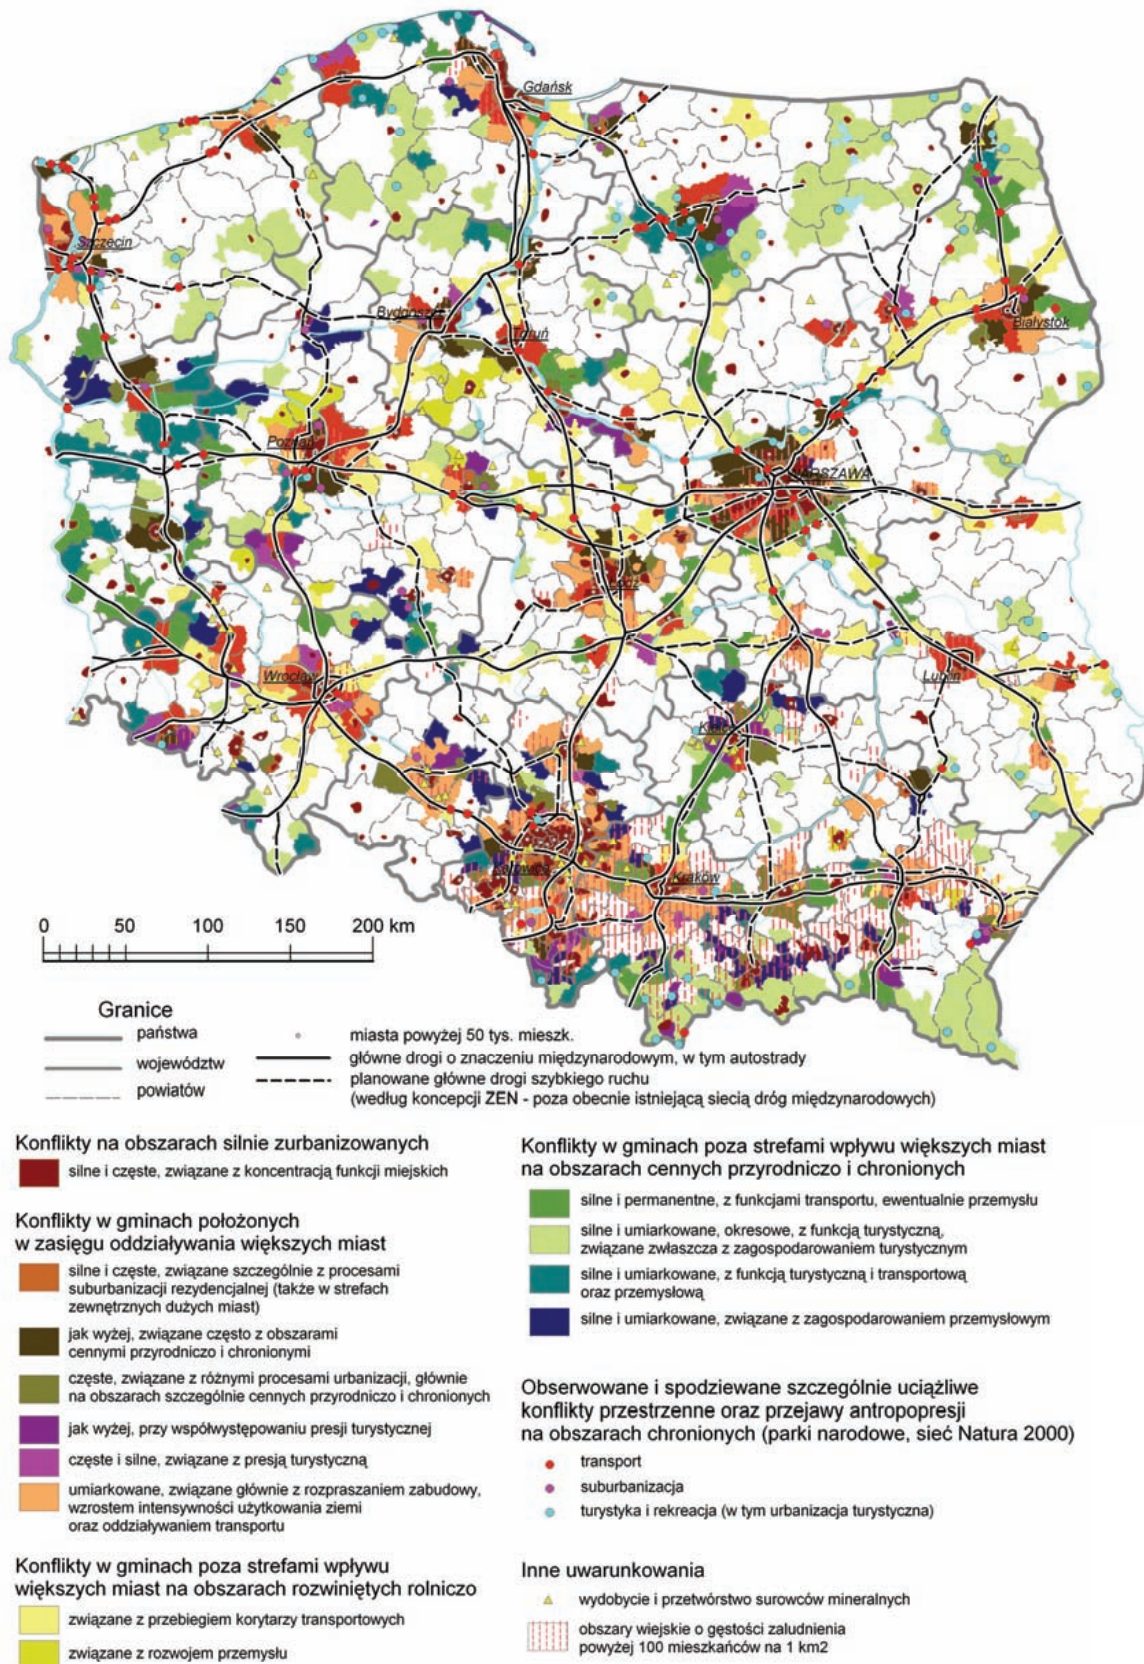 Gdańsk
Szczecin
Bydgoszcz
Toruń
Białystok
Poznań
WARSZAWA
Łódź
Wrocław
Lublin
Kielce
Katowice
Kraków
0 50 100 150 200 km
Granice
państwa
województw
powiatów
miasta powyżej 50 tys. mieszk.
główne drogi o znaczeniu międzynarodowym, w tym autostrady
planowane główne drogi szybkiego ruchu
(według koncepcji ZEN - poza obecnie istniejącą siecią dróg międzynarodowych)
Konflikty na obszarach silnie zurbanizowanych
silne i częste, związane z koncentracją funkcji miejskich
Konflikty w gminach położonych
w zasięgu oddziaływania większych miast
silne i częste, związane szczególnie z procesami
suburbanizacji rezydencjalnej (także w strefach
zewnętrznych dużych miast)
jak wyżej, związane często z obszarami
cennymi przyrodniczo i chronionymi
częste, związane z różnymi procesami urbanizacji, głównie
na obszarach szczególnie cennych przyrodniczo i chronionych
jak wyżej, przy współwystępowaniu presji turystycznej
częste i silne, związane z presją turystyczną
umiarkowane, związane głównie z rozpraszaniem zabudowy,
wzrostem intensywności użytkowania ziemi
oraz oddziaływaniem transportu
Konflikty w gminach poza strefami wpływu
większych miast na obszarach rozwiniętych rolniczo
związane z przebiegiem korytarzy transportowych
związane z rozwojem przemysłu
Konflikty w gminach poza strefami wpływu większych miast
na obszarach cennych przyrodniczo i chronionych
silne i permanentne, z funkcjami transportu, ewentualnie przemysłu
silne i umiarkowane, okresowe, z funkcją turystyczną,
związane zwłaszcza z zagospodarowaniem turystycznym
silne i umiarkowane, z funkcją turystyczną i transportową
oraz przemysłową
silne i umiarkowane, związane z zagospodarowaniem przemysłowym
Obserwowane i spodziewane szczególnie uciążliwe
konflikty przestrzenne oraz przejawy antropopresji
na obszarach chronionych (parki narodowe, sieć Natura 2000)
transport
suburbanizacja
turystyka i rekreacja (w tym urbanizacja turystyczna)
Inne uwarunkowania
wydobycie i przetwórstwo surowców mineralnych
obszary wiejskie o gęstości zaludnienia
powyżej 100 mieszkańców na 1 km2